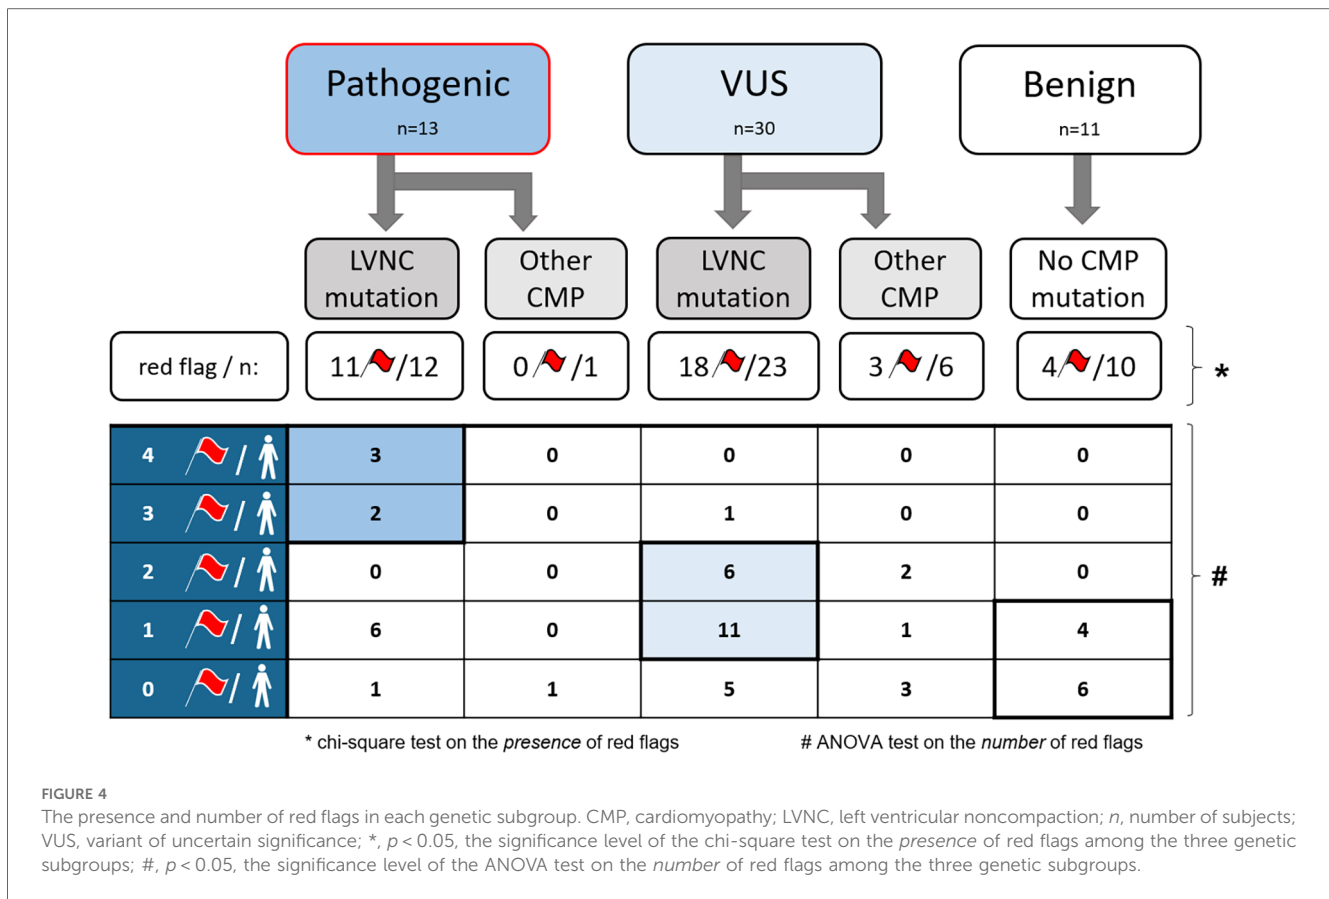 Pathogenic
n=13
VUS
n=30
Benign
n=11
LVNC
mutation
Other
CMP
LVNC
mutation
Other
CMP
No CMP
mutation
red flag / n:
11 /12
0 /1
18 /23
3 /6
4 /10
*
4 / 3 0 0 0 0
3 / 2 0 1 0 0
2 / 0 0 6 2 0
#
1 / 6 0 11 1 4
0 / 1 1 5 3 6
* chi-square test on the presence of red flags
# ANOVA test on the number of red flags
FIGURE 4
The presence and number of red flags in each genetic subgroup. CMP, cardiomyopathy; LVNC, left ventricular noncompaction; n, number of subjects;
VUS, variant of uncertain significance; *, p < 0.05, the significance level of the chi-square test on the presence of red flags among the three genetic
subgroups; #, p < 0.05, the significance level of the ANOVA test on the number of red flags among the three genetic subgroups.